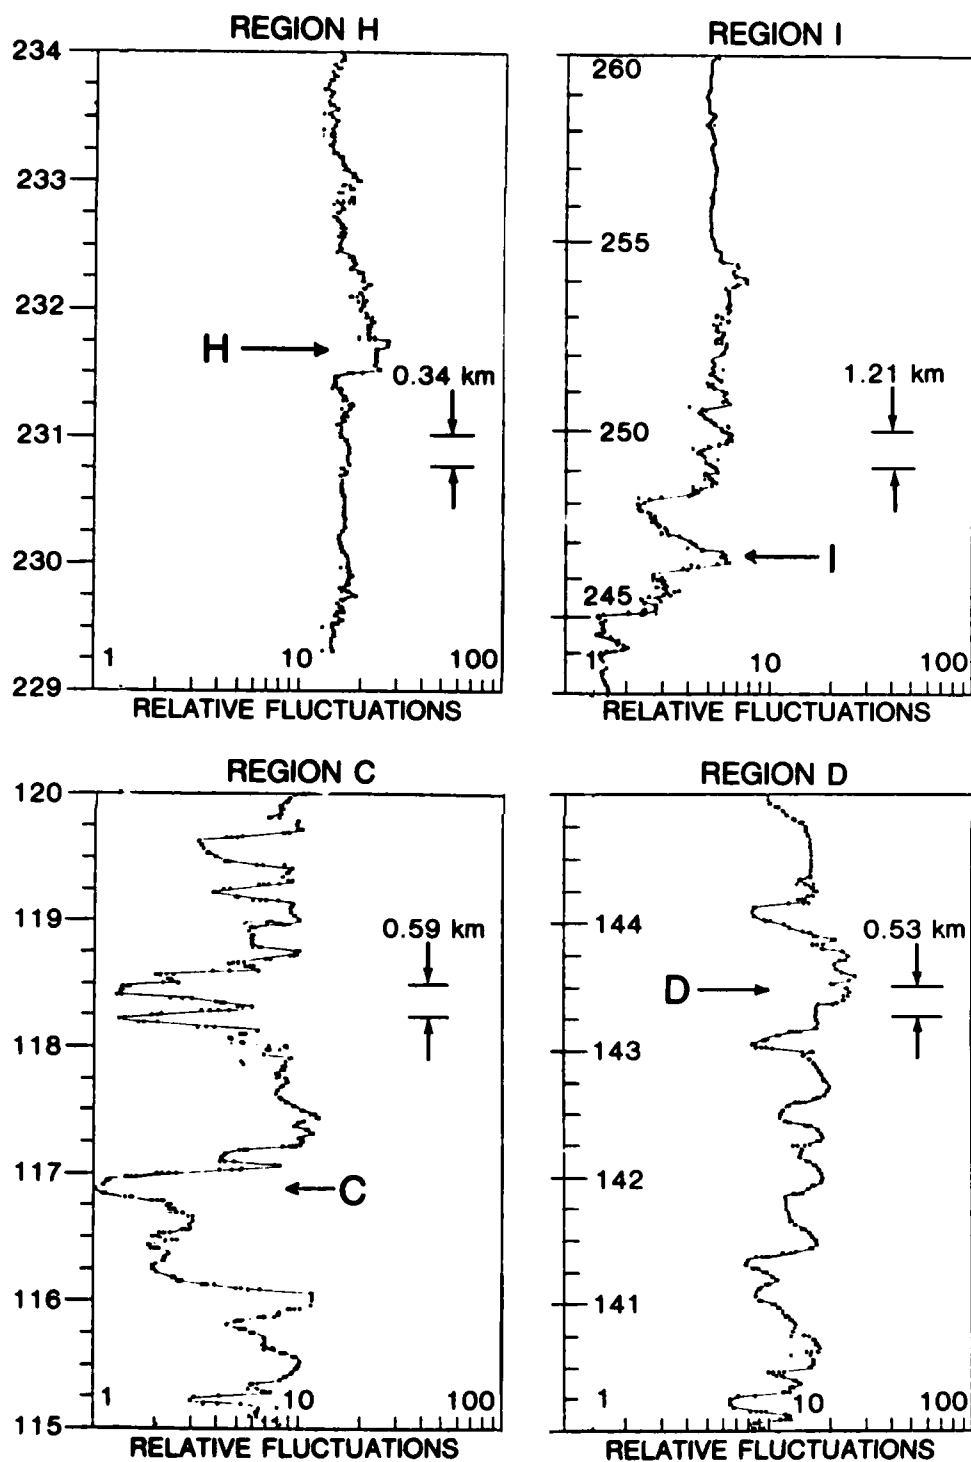 REGION H
234
233
232
231
230
229
H
0.34 km
1
10
100
RELATIVE FLUCTUATIONS
REGION I
260
255
250
245
1.21 km
I
1
10
100
RELATIVE FLUCTUATIONS
REGION C
120
119
118
117
116
115
0.59 km
C
1
10
100
RELATIVE FLUCTUATIONS
REGION D
144
143
142
141
0.53 km
D
1
10
100
RELATIVE FLUCTUATIONS